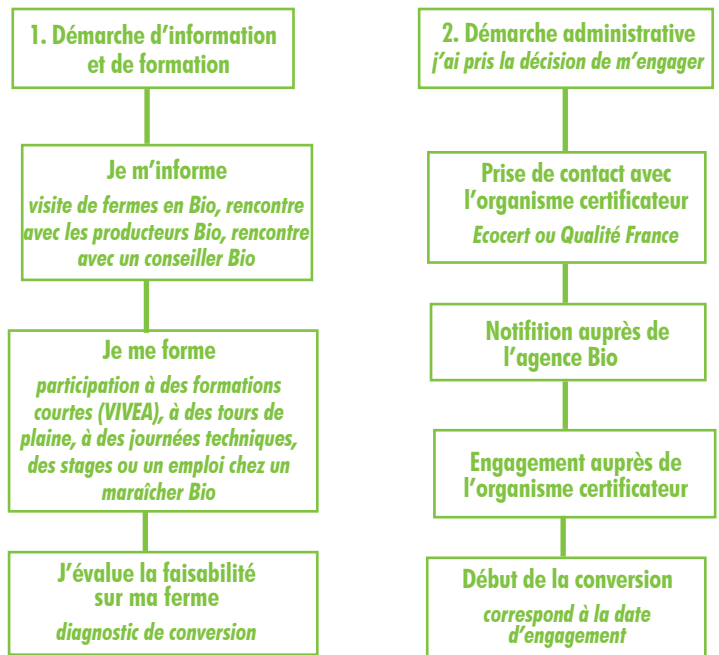 1. Démarche d'information
et de formation
Je m'informe
visite de fermes en Bio, rencontre
avec les producteurs Bio, rencontre
avec un conseiller Bio
Je me forme
participation à des formations
courtes (VIVEA), à des tours de
plaine, à des journées techniques,
des stages ou un emploi chez un
maraîcher Bio
J'évalue la faisabilité
sur ma ferme
diagnostic de conversion
2. Démarche administrative
j'ai pris la décision de m'engager
Prise de contact avec
l'organisme certificateur
Ecocert ou Qualité France
Notifition auprès de
l'agence Bio
Engagement auprès de
l'organisme certificateur
Début de la conversion
correspond à la date
d'engagement